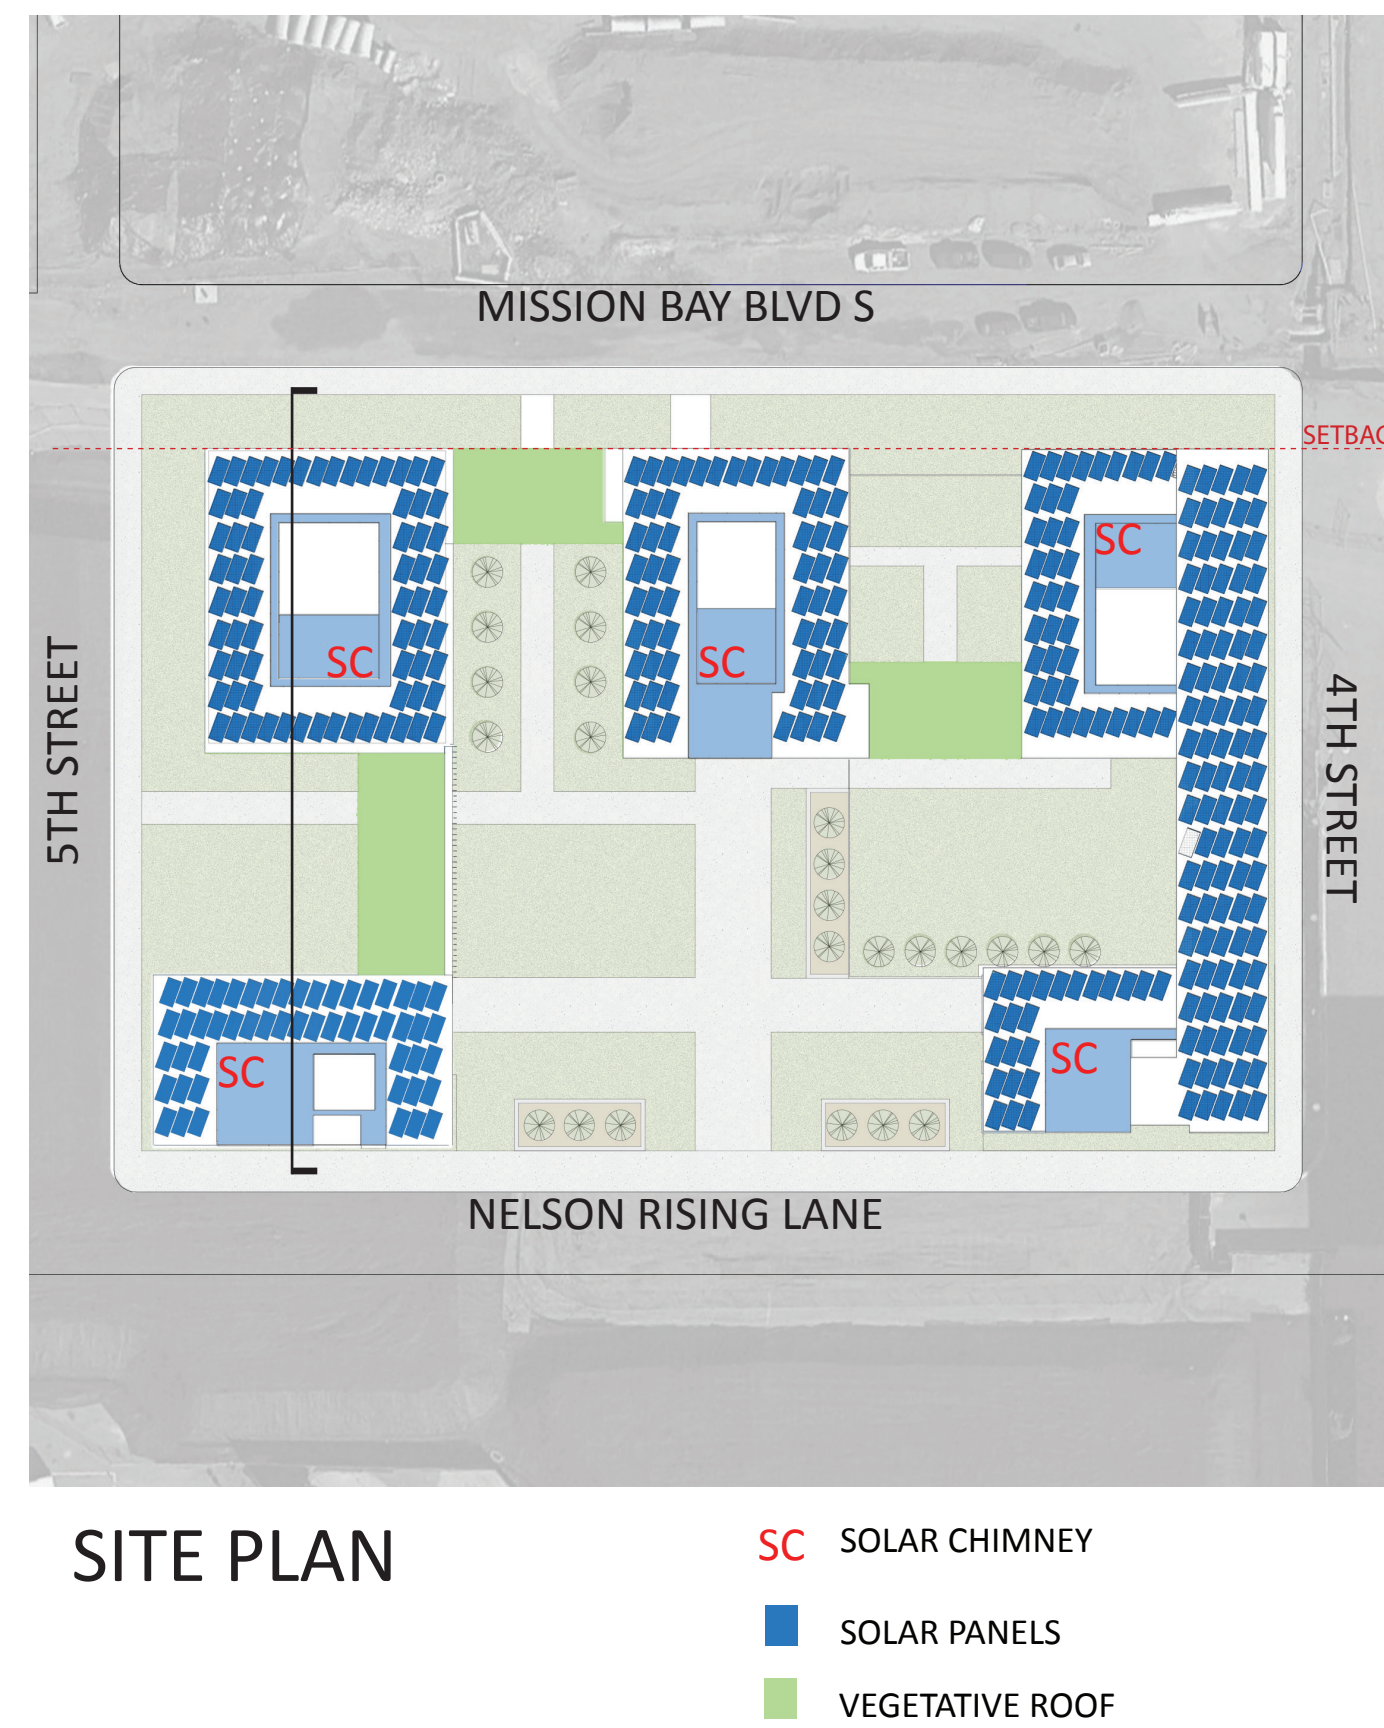 MISSION BAY BLVD S
SETBAC
SC
SC
SC
5TH STREET
4TH STREET
SC
SC
NELSON RISING LANE
SITE PLAN
SC SOLAR CHIMNEY
SOLAR PANELS
VEGETATIVE ROOF